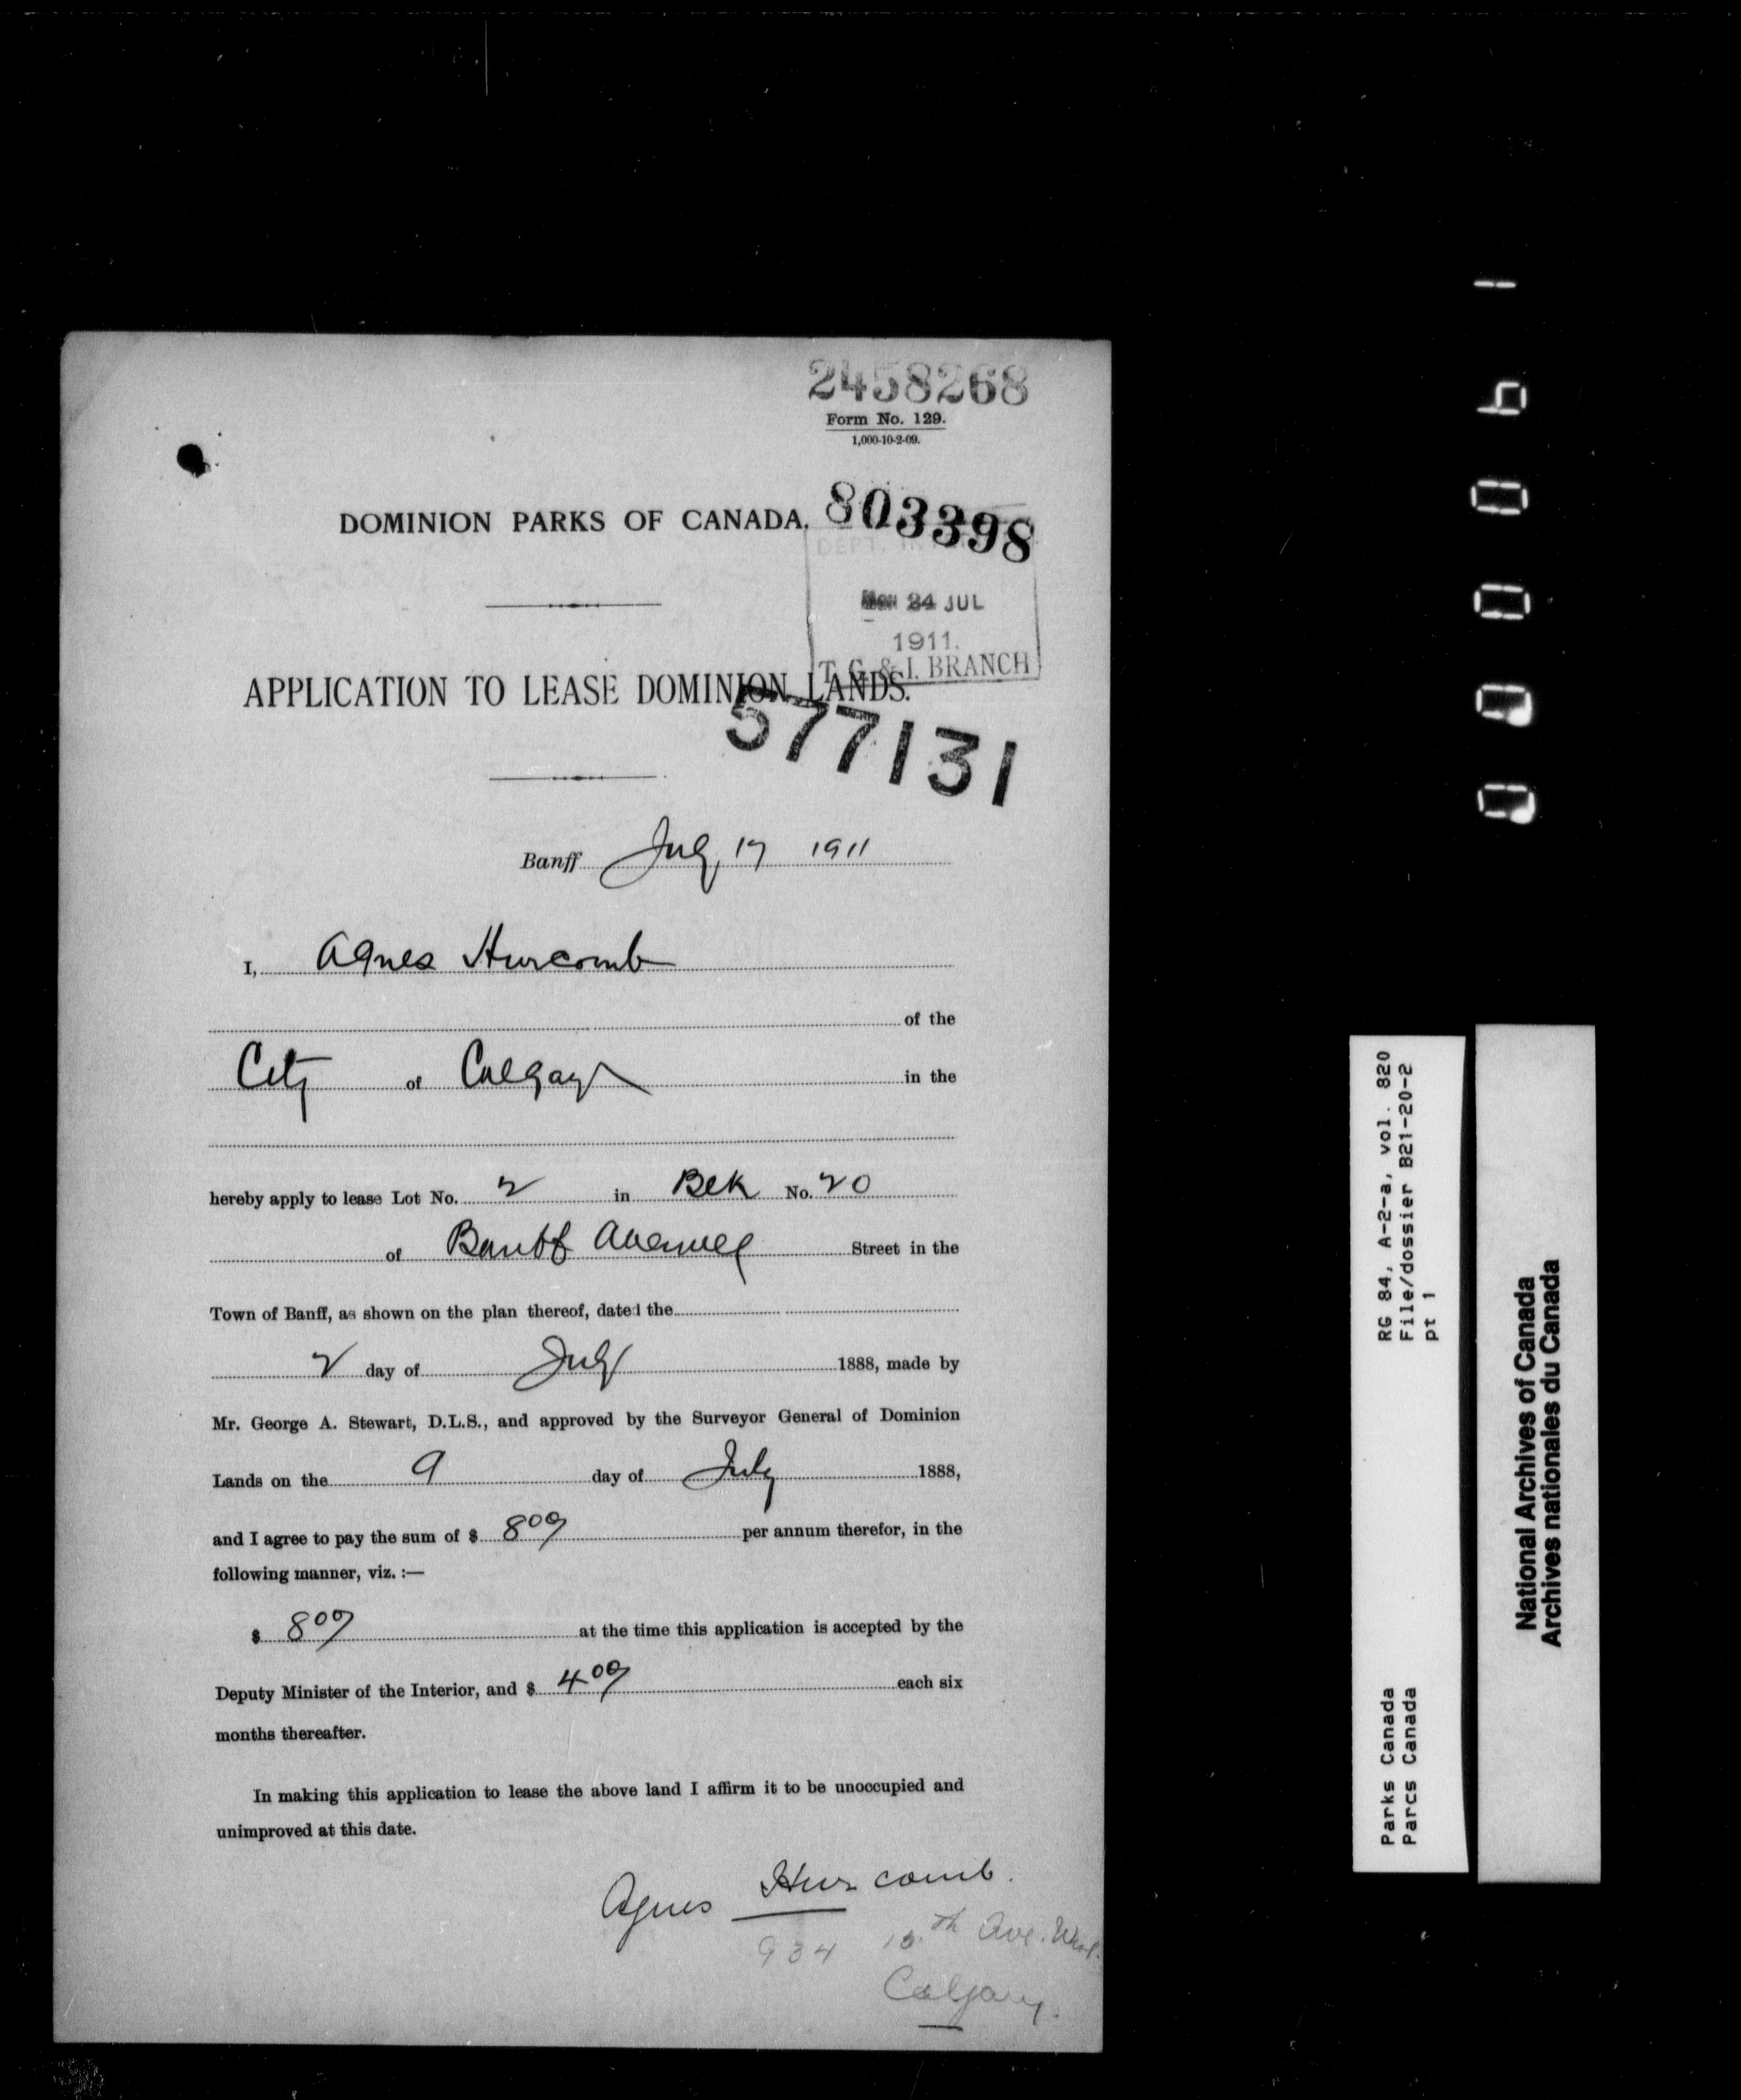 2458268
Form No. 129.
1,000-10-2-09.
DOMINION PARKS OF CANADA.
803398
DEPT. INTERIOR
MON 24 JUL
1911.
T. G. & I. BRANCH
APPLICATION TO LEASE DOMINION LANDS.
577131
Banff July, 17 1911
I, Agnes Hurcomb
of the
City of Calgary
in the
hereby apply to lease Lot No. 2 in Blk No. 20
of Banff Avenue Street in the
Town of Banff, as shown on the plan thereof, dated the
2 day of July 1888, made by
Mr. George A. Stewart, D.L.S., and approved by the Surveyor General of Dominion
Lands on the 9 day of July 1888,
and I agree to pay the sum of $ 8 00 per annum therefor, in the
following manner, viz. :—
$ 8 00 at the time this application is accepted by the
Deputy Minister of the Interior, and $ 4 00 each six
months thereafter.
In making this application to lease the above land I affirm it to be unoccupied and
unimproved at this date.
Agnes Hurcomb.
934 th Ave. West.
Calgary.
RG 84, A-2-a, vol. 820
File/dossier B21-20-2
pt 1
Parks Canada
Parcs Canada
National Archives of Canada
Archives nationales du Canada